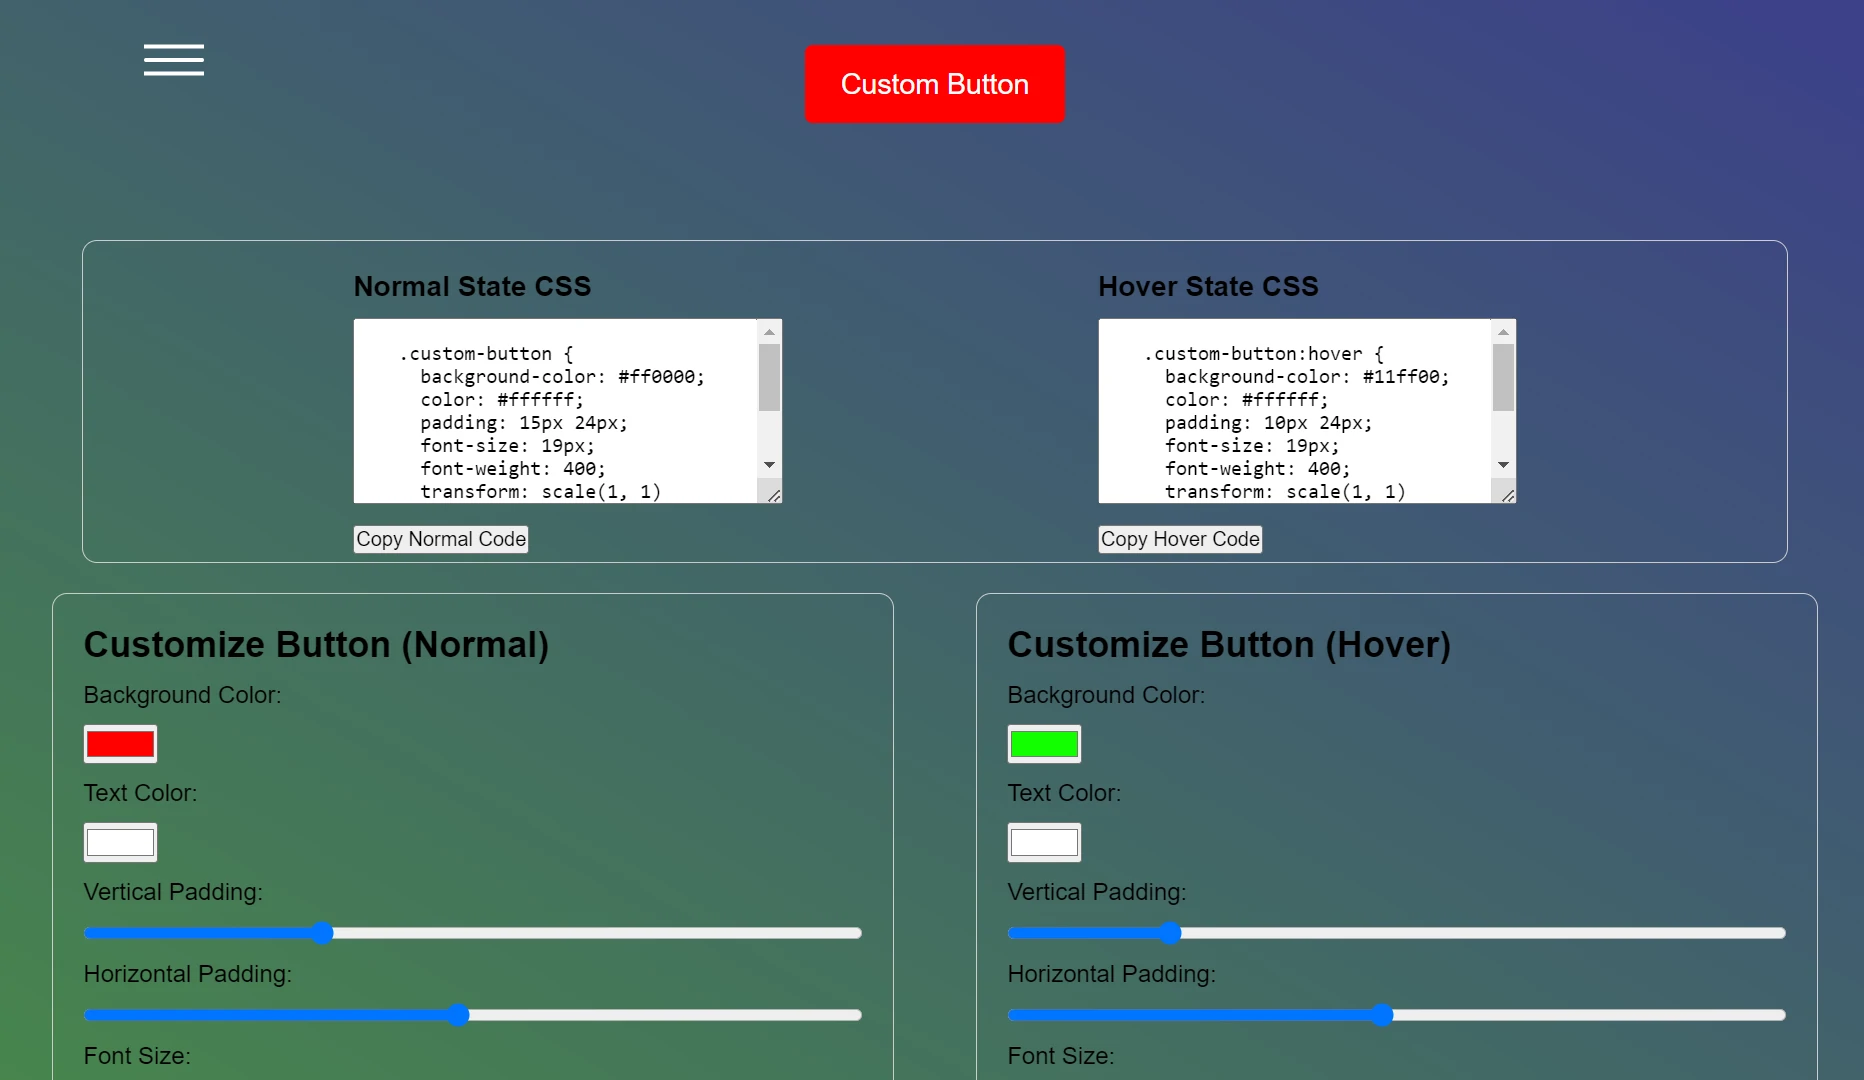 Custom Button
Normal State CSS
.custom-button {
background-color: #ff0000;
color: #ffffff;
padding: 15px 24px;
font-size: 19px;
font-weight: 400;
transform: scale(1, 1)
Copy Normal Code
Hover State CSS
.custom-button:hover {
background-color: #11ff00;
color: #ffffff;
padding: 10px 24px;
font-size: 19px;
font-weight: 400;
transform: scale(1, 1)
Copy Hover Code
Customize Button (Normal)
Background Color:
Text Color:
Vertical Padding:
Horizontal Padding:
Font Size:
Customize Button (Hover)
Background Color:
Text Color:
Vertical Padding:
Horizontal Padding:
Font Size: